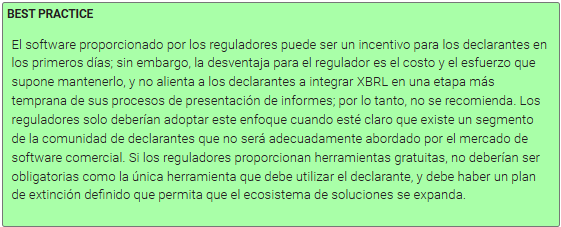 BEST PRACTICE
El software proporcionado por los reguladores puede ser un incentivo para los declarantes en
los primeros días; sin embargo, la desventaja para el regulador es el costo y el esfuerzo que
supone mantenerlo, y no alienta a los declarantes a integrar XBRL en una etapa más
temprana de sus procesos de presentación de informes; por lo tanto, no se recomienda. Los
reguladores solo deberían adoptar este enfoque cuando esté claro que existe un segmento
de la comunidad de declarantes que no será adecuadamente abordado por el mercado de
software comercial. Si los reguladores proporcionan herramientas gratuitas, no deberían ser
obligatorias como la única herramienta que debe utilizar el declarante, y debe haber un plan
de extinción definido que permita que el ecosistema de soluciones se expanda.